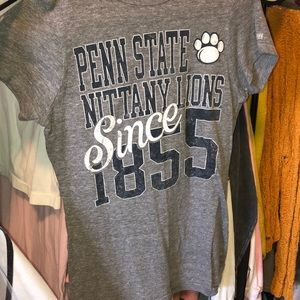 PENN STATE
NITTANY LIONS
Since
1855